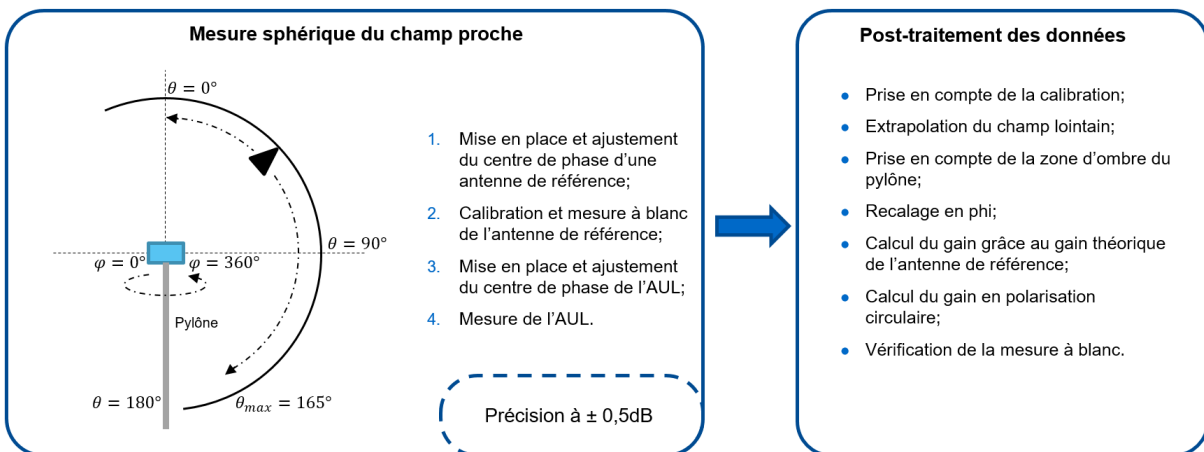 Mesure sphérique du champ proche
θ = 0°
θ = 90°
φ = 0°
φ = 360°
Pylône
θ = 180°
θmax = 165°
1. Mise en place et ajustement
du centre de phase d'une
antenne de référence;
2. Calibration et mesure à blanc
de l'antenne de référence;
3. Mise en place et ajustement
du centre de phase de l'AUL;
4. Mesure de l'AUL.
Précision à ± 0,5dB
Post-traitement des données
● Prise en compte de la calibration;
● Extrapolation du champ lointain;
● Prise en compte de la zone d'ombre du
pylône;
● Recalage en phi;
● Calcul du gain grâce au gain théorique
de l'antenne de référence;
● Calcul du gain en polarisation
circulaire;
● Vérification de la mesure à blanc.